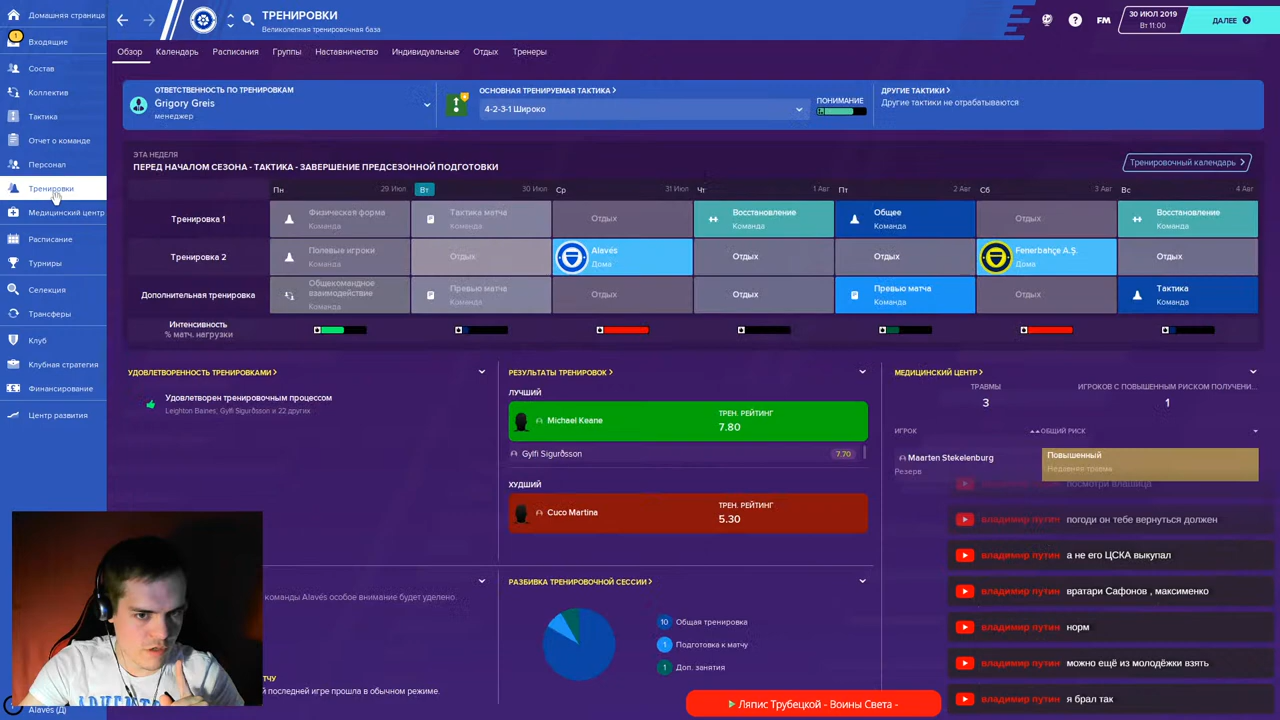 Домашняя страница
ТРЕНИРОВКИ
Великолепная тренировочная база
30 ИЮЛ 2019
Вт 11:00
ДАЛЕЕ
FM
1
Входящие
Состав
Коллектив
Тактика
Отчет о команде
Персонал
Тренировки
Медицинский центр
Расписание
Турниры
Селекция
Трансферы
Клуб
Клубная стратегия
Финансирование
Центр развития
Обзор Календарь Расписания Группы Наставничество Индивидуальные Отдых Тренеры
ОТВЕТСТВЕННОСТЬ ПО ТРЕНИРОВКАМ
Grigory Greis
менеджер
ОСНОВНАЯ ТРЕНИРУЕМАЯ ТАКТИКА
4-2-3-1 Широко
ПОНИМАНИЕ
ДРУГИЕ ТАКТИКИ
Другие тактики не отрабатываются
ЭТА НЕДЕЛЯ
ПЕРЕД НАЧАЛОМ СЕЗОНА - ТАКТИКА - ЗАВЕРШЕНИЕ ПРЕДСЕЗОННОЙ ПОДГОТОВКИ
Тренировочный календарь
Пн 29 Июл Вт 30 Июл Ср 31 Июл Чт 1 Авг Пт 2 Авг Сб 3 Авг Вс 4 Авг
Тренировка 1
Физическая форма
Команда
Тактика матча
Команда
Отдых
Восстановление
Команда
Общее
Команда
Отдых
Восстановление
Команда
Тренировка 2
Полевые игроки
Команда
Отдых
Alavés
Дома
Отдых
Отдых
Fenerbahçe A.Ş.
Дома
Отдых
Дополнительная тренировка
Общекомандное
взаимодействие
Команда
Превью матча
Команда
Отдых
Отдых
Превью матча
Команда
Отдых
Тактика
Команда
Интенсивность
% матч. нагрузки
УДОВЛЕТВОРЕННОСТЬ ТРЕНИРОВКАМИ
Удовлетворен тренировочным процессом
Leighton Baines; Gylfi Sigurðsson и 22 других
РЕЗУЛЬТАТЫ ТРЕНИРОВОК
ЛУЧШИЙ
Michael Keane
ТРЕН. РЕЙТИНГ
7.80
Gylfi Sigurðsson 7.70
ХУДШИЙ
Cuco Martina
ТРЕН. РЕЙТИНГ
5.30
МЕДИЦИНСКИЙ ЦЕНТР
ТРАВМЫ
3
ИГРОКОВ С ПОВЫШЕННЫМ РИСКОМ ПОЛУЧЕНИ...
1
ИГРОК ОБЩИЙ РИСК
Maarten Stekelenburg
Резерв
Повышенный
Недавняя травма
команды Alavés особое внимание будет уделено.
последней игре прошла в обычном режиме.
РАЗБИВКА ТРЕНИРОВОЧНОЙ СЕССИИ
10 Общая тренировка
1 Подготовка к матчу
1 Доп. занятия
владимир путин погоди он тебе вернуться должен
владимир путин а не его ЦСКА выкупал
владимир путин вратари Сафонов , максименко
владимир путин норм
владимир путин можно ещё из молодёжки взять
владимир путин я брал так
Ляпис Трубецкой - Воины Света -
Alavés (Д)